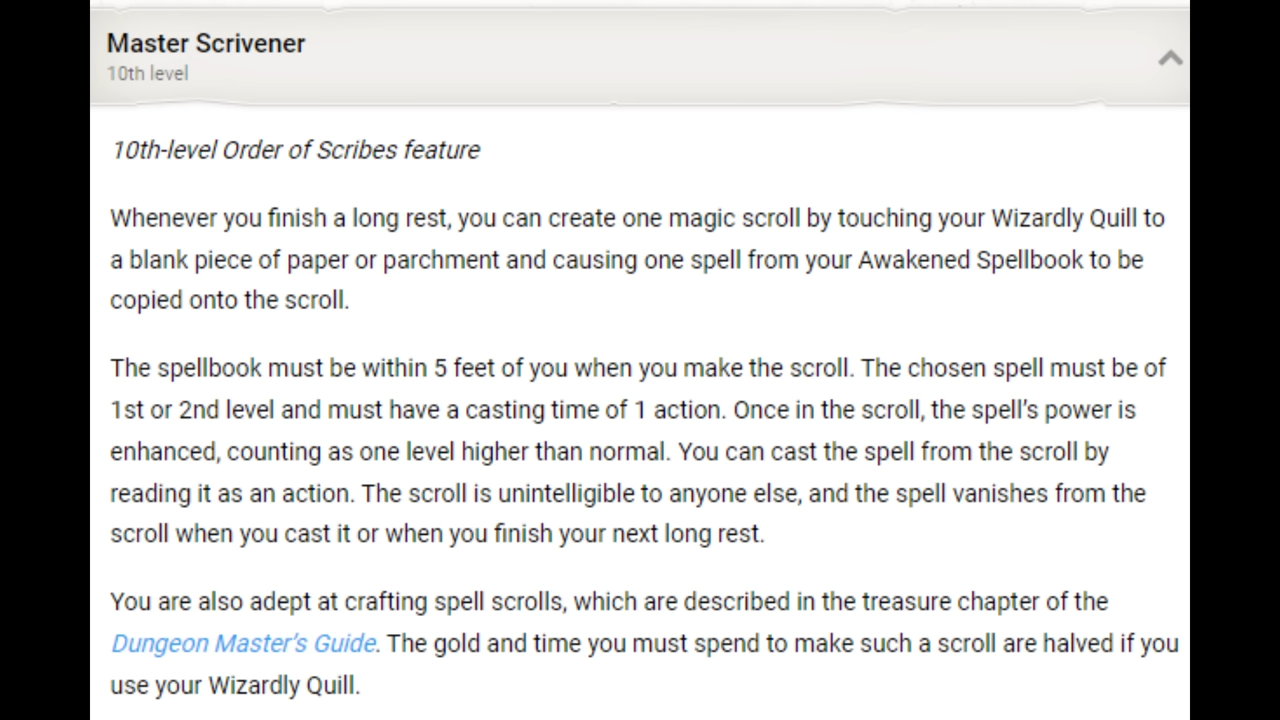 Master Scrivener
10th level
10th-level Order of Scribes feature
Whenever you finish a long rest, you can create one magic scroll by touching your Wizardly Quill to
a blank piece of paper or parchment and causing one spell from your Awakened Spellbook to be
copied onto the scroll.
The spellbook must be within 5 feet of you when you make the scroll. The chosen spell must be of
1st or 2nd level and must have a casting time of 1 action. Once in the scroll, the spell's power is
enhanced, counting as one level higher than normal. You can cast the spell from the scroll by
reading it as an action. The scroll is unintelligible to anyone else, and the spell vanishes from the
scroll when you cast it or when you finish your next long rest.
You are also adept at crafting spell scrolls, which are described in the treasure chapter of the
Dungeon Master's Guide. The gold and time you must spend to make such a scroll are halved if you
use your Wizardly Quill.